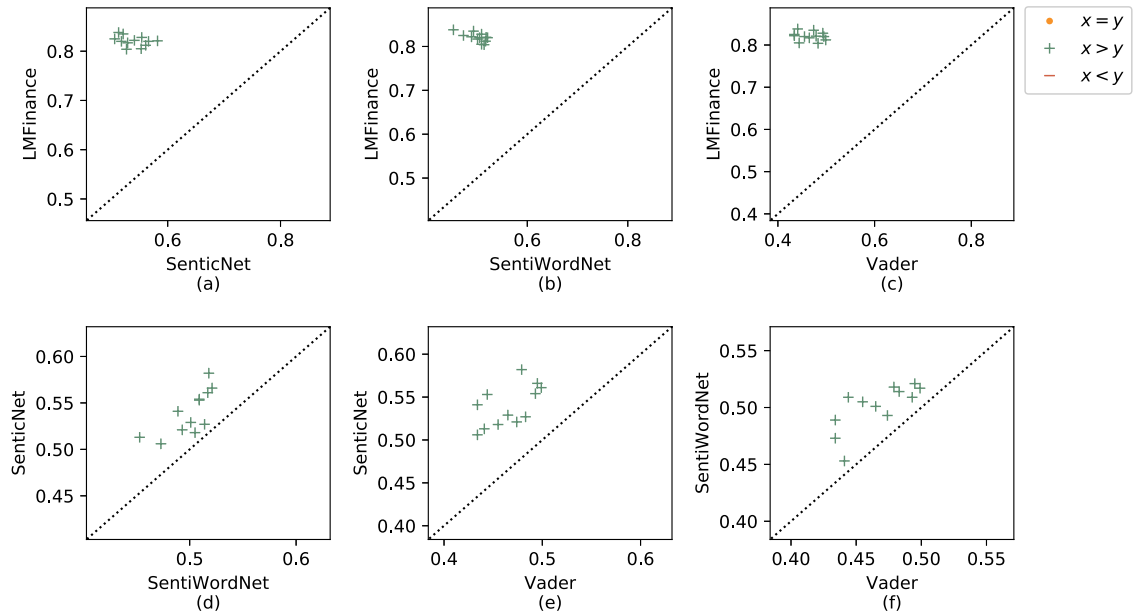 0.8
0.7
0.6
0.5
LMFinance
0.6
0.8
SenticNet
(a)
0.8
0.7
0.6
0.5
LMFinance
0.6
0.8
SentiWordNet
(b)
0.8
0.7
0.6
0.5
0.4
LMFinance
0.4
0.6
0.8
Vader
(c)
x = y
x > y
x < y
0.60
0.55
0.50
0.45
SenticNet
0.5
0.6
SentiWordNet
(d)
0.60
0.55
0.50
0.45
0.40
SenticNet
0.4
0.5
0.6
Vader
(e)
0.55
0.50
0.45
0.40
SentiWordNet
0.40
0.45
0.50
0.55
Vader
(f)